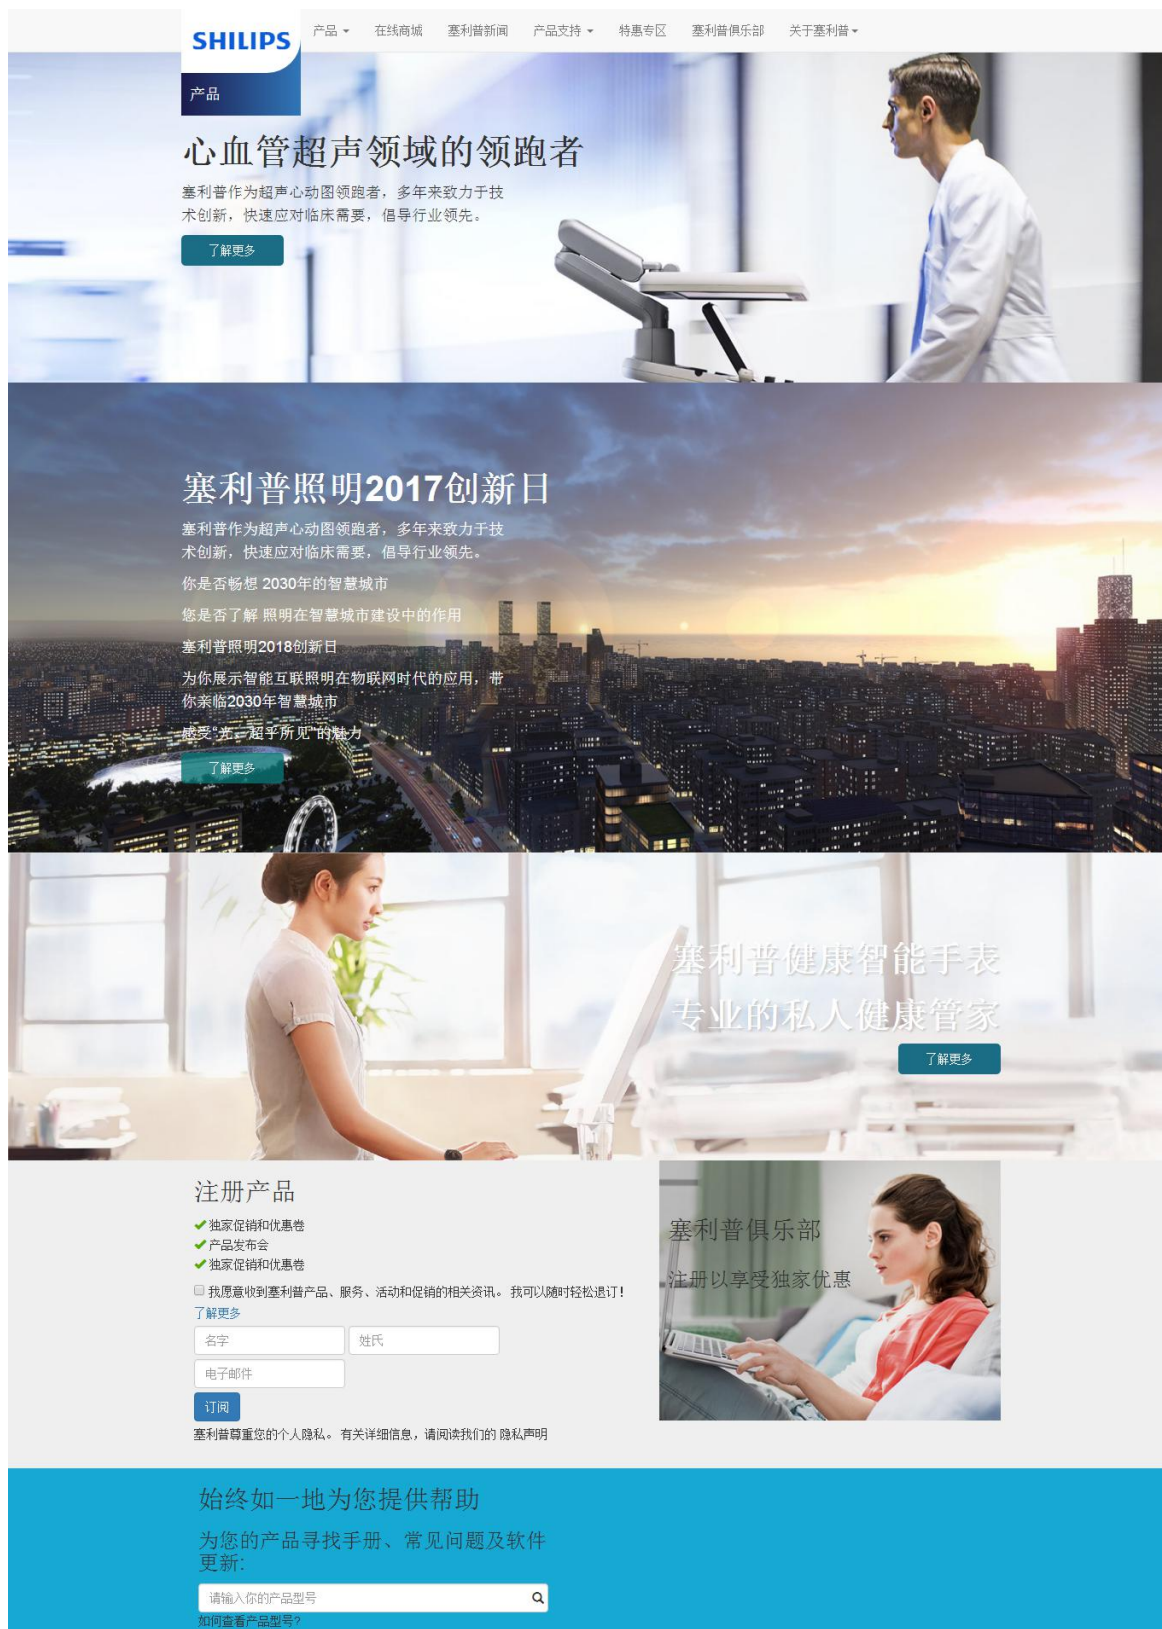 SHILIPS
产品
在线商城
塞利普新闻
产品支持
特惠专区
塞利普俱乐部
关于塞利普
产品
心血管超声领域的领跑者
塞利普作为超声心动图领跑者，多年来致力于技
术创新，快速应对临床需要，倡导行业领先。
了解更多
塞利普照明2017创新日
塞利普作为超声心动图领跑者，多年来致力于技
术创新，快速应对临床需要，倡导行业领先。
你是否畅想 2030年的智慧城市
您是否了解 照明在智慧城市建设中的作用
塞利普照明2018创新日
为你展示智能互联照明在物联网时代的应用，带
你亲临2030年智慧城市
感受“光—超乎所见”的魅力
了解更多
塞利普健康智能手表
专业的私人健康管家
了解更多
注册产品
独家促销和优惠卷
产品发布会
独家促销和优惠卷
我愿意收到塞利普产品、服务、活动和促销的相关资讯。 我可以随时轻松退订！
了解更多
名字
姓氏
电子邮件
订阅
塞利普尊重您的个人隐私。 有关详细信息，请阅读我们的 隐私声明
塞利普俱乐部
注册以享受独家优惠
始终如一地为您提供帮助
为您的产品寻找手册、常见问题及软件
更新:
请输入你的产品型号
如何查看产品型号?